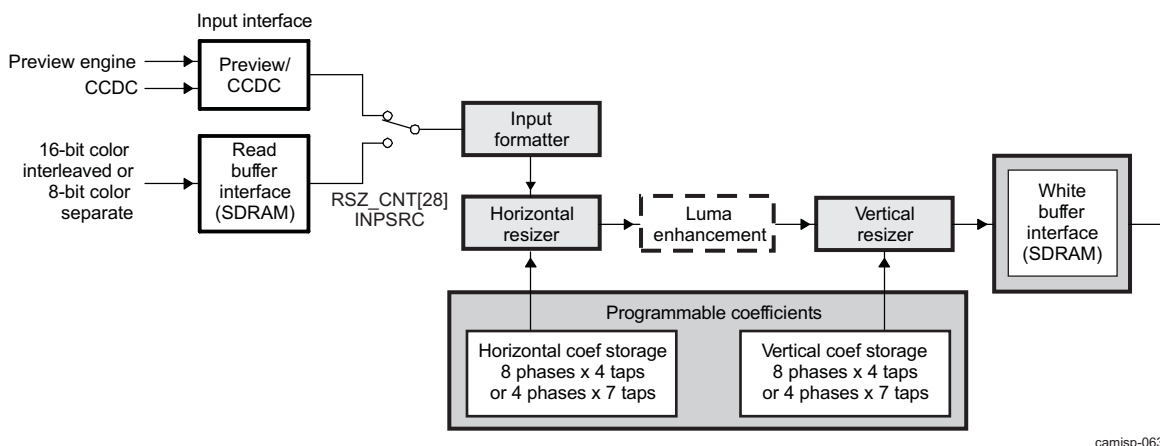 Input interface
Preview engine
CCDC
Preview/
CCDC
16-bit color
interleaved or
8-bit color
separate
Read
buffer
interface
(SDRAM)
RSZ_CNT[28]
INPSRC
Input
formatter
Horizontal
resizer
Luma
enhancement
Vertical
resizer
White
buffer
interface
(SDRAM)
Programmable coefficients
Horizontal coef storage
8 phases x 4 taps
or 4 phases x 7 taps
Vertical coef storage
8 phases x 4 taps
or 4 phases x 7 taps
camisp-063